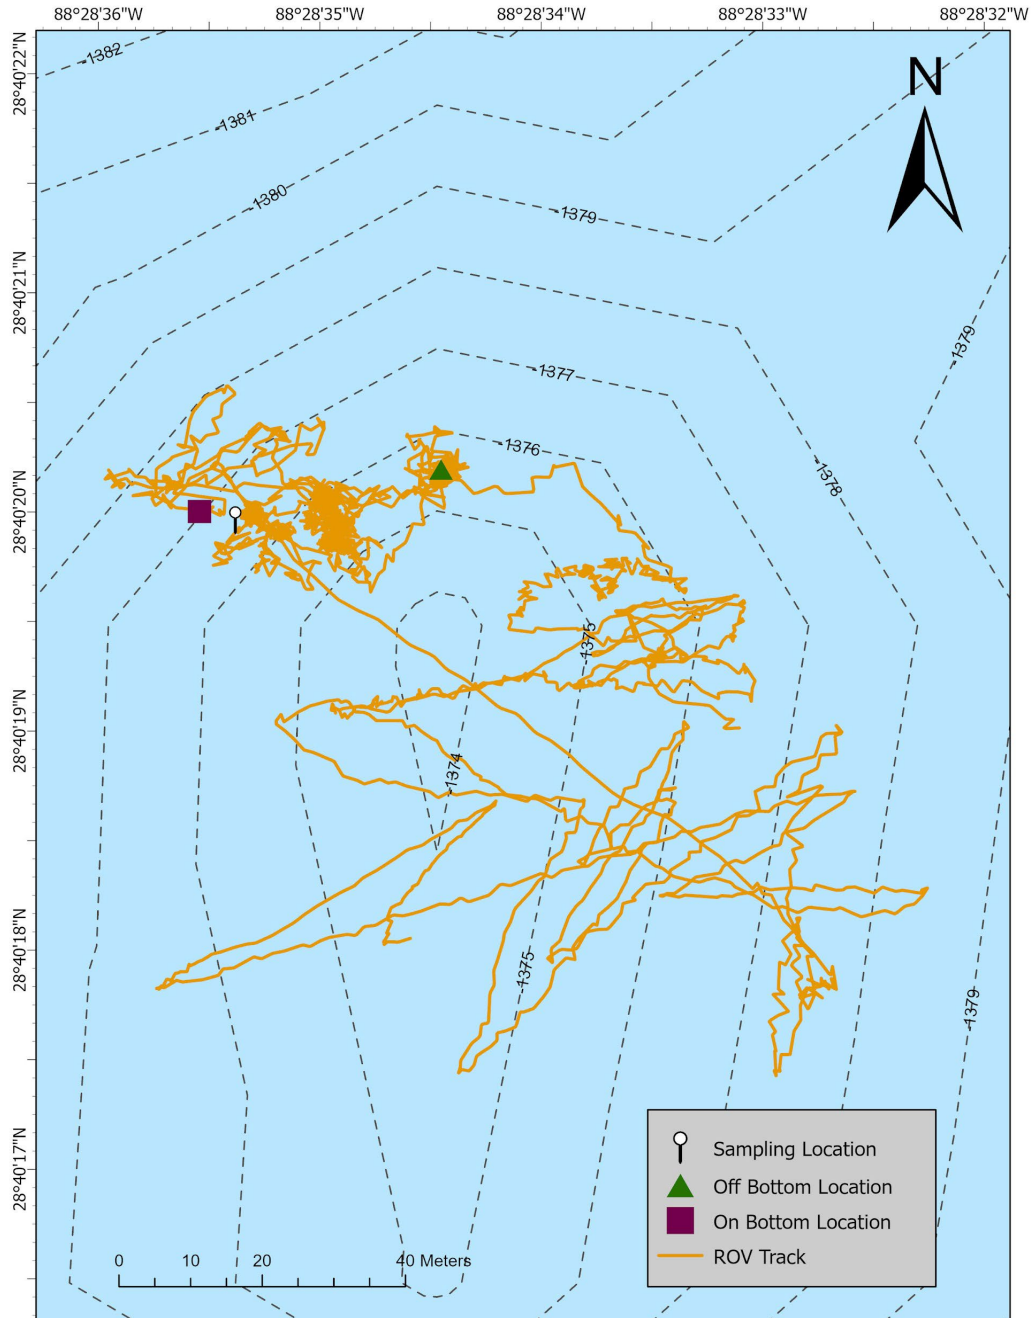 88°28'36"W 88°28'35"W 88°28'34"W 88°28'33"W 88°28'32"W
28°40'22"N
-1382
N
-1381
-1380
-1379
28°40'21"N
-1379
-1377
-1376
28°40'20"N
-1378
-1375
28°40'19"N
-1374
28°40'18"N
-1375
-1379
28°40'17"N
Sampling Location
Off Bottom Location
On Bottom Location
ROV Track
0 10 20 40 Meters